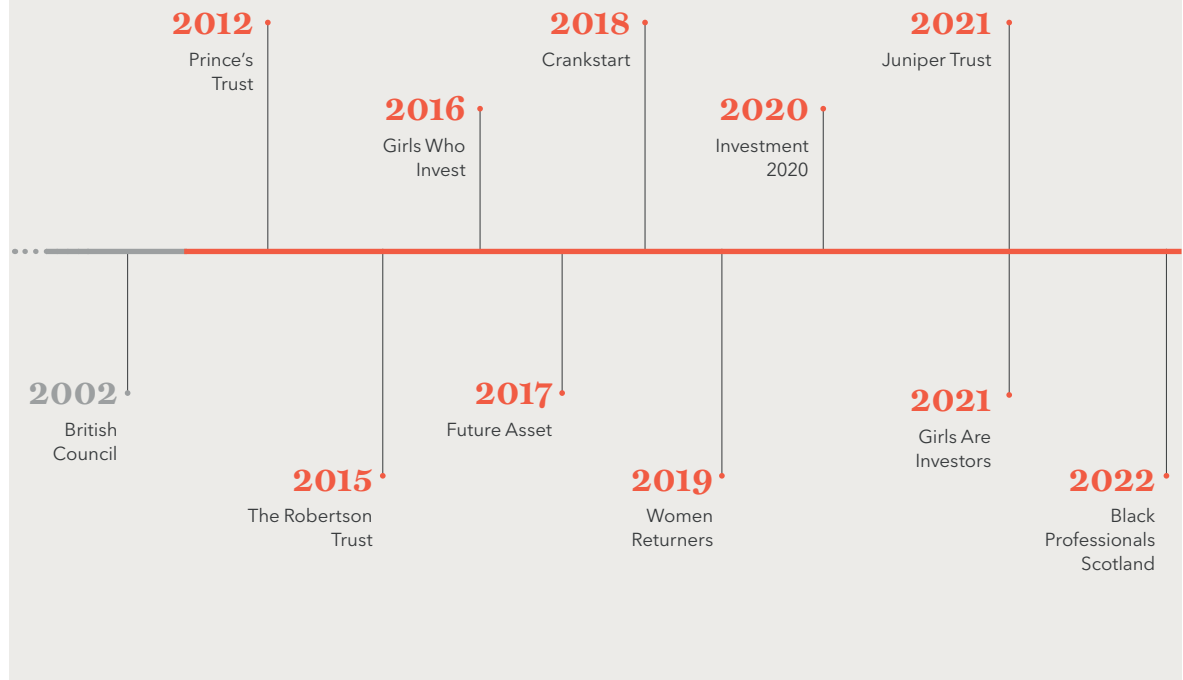 2012
Prince’s
Trust
2018
Crankstart
2021
Juniper Trust
2016
Girls Who
Invest
2020
Investment
2020
2002
British
Council
2017
Future Asset
2021
Girls Are
Investors
2015
The Robertson
Trust
2019
Women
Returners
2022
Black
Professionals
Scotland